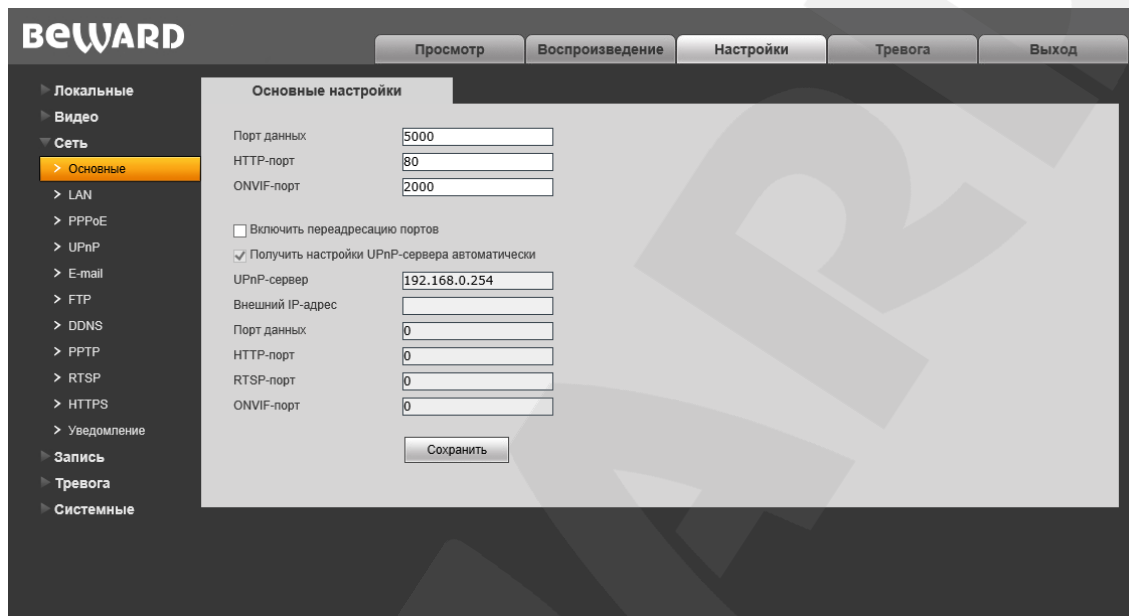 BEWARD
Просмотр
Воспроизведение
Настройки
Тревога
Выход
Локальные
Видео
Сеть
> Основные
> LAN
> PPPoE
> UPnP
> E-mail
> FTP
> DDNS
> PPTP
> RTSP
> HTTPS
> Уведомление
Запись
Тревога
Системные
Основные настройки
Порт данных 5000
HTTP-порт 80
ONVIF-порт 2000
Включить переадресацию портов
Получить настройки UPnP-сервера автоматически
UPnP-сервер 192.168.0.254
Внешний IP-адрес
Порт данных 0
HTTP-порт 0
RTSP-порт 0
ONVIF-порт 0
Сохранить